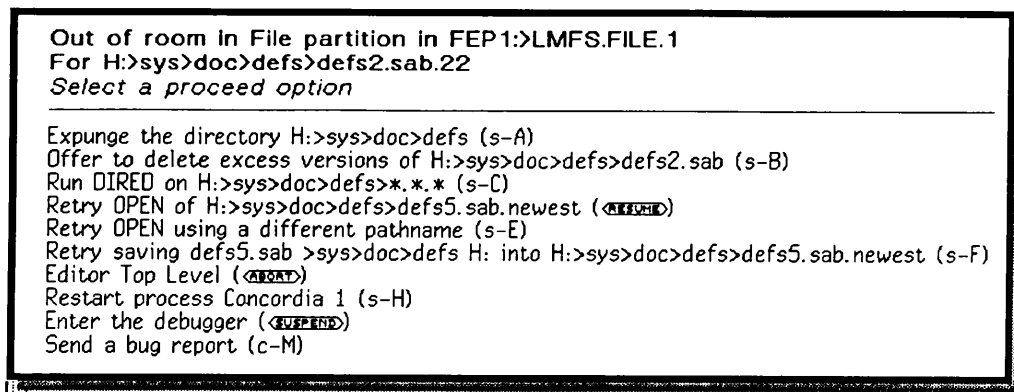 Out of room in File partition in FEP1:>LMFS.FILE.1
For H:>sys>doc>defs>defs2.sab.22
Select a proceed option
Expunge the directory H:>sys>doc>defs (s-A)
Offer to delete excess versions of H:>sys>doc>defs>defs2.sab (s-B)
Run DIRED on H:>sys>doc>defs>*.*.* (s-C)
Retry OPEN of H:>sys>doc>defs>defs5.sab.newest (<RESUME>)
Retry OPEN using a different pathname (s-E)
Retry saving defs5.sab >sys>doc>defs H: into H:>sys>doc>defs>defs5.sab.newest (s-F)
Editor Top Level (<ABORT>)
Restart process Concordia 1 (s-H)
Enter the debugger (<SUSPEND>)
Send a bug report (c-M)